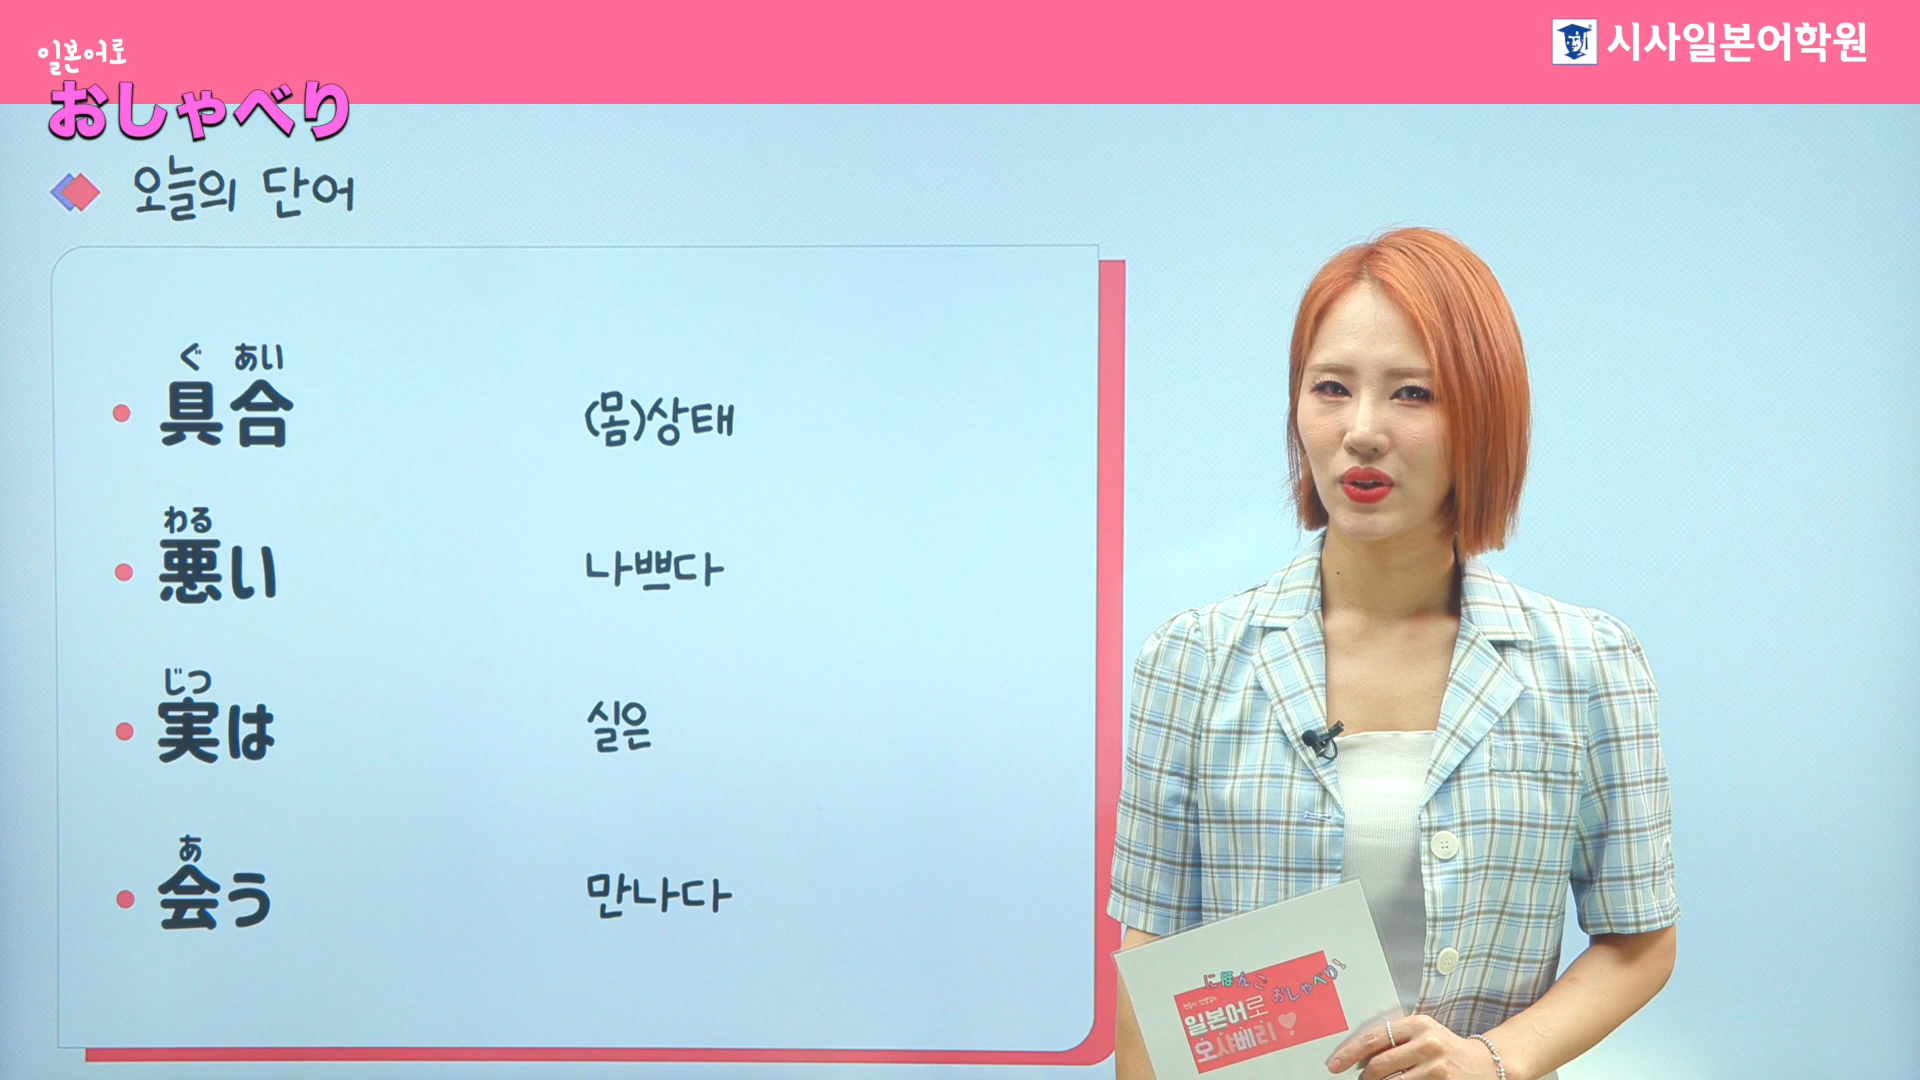 일본어로
おしゃべり
시사일본어학원
오늘의 단어
ぐ あい
具合
(몸)상태
わる
悪い
나쁘다
じつ
実は
실은
あ
会う
만나다
にほんご
おしゃべり!
일본어로
오샤베리